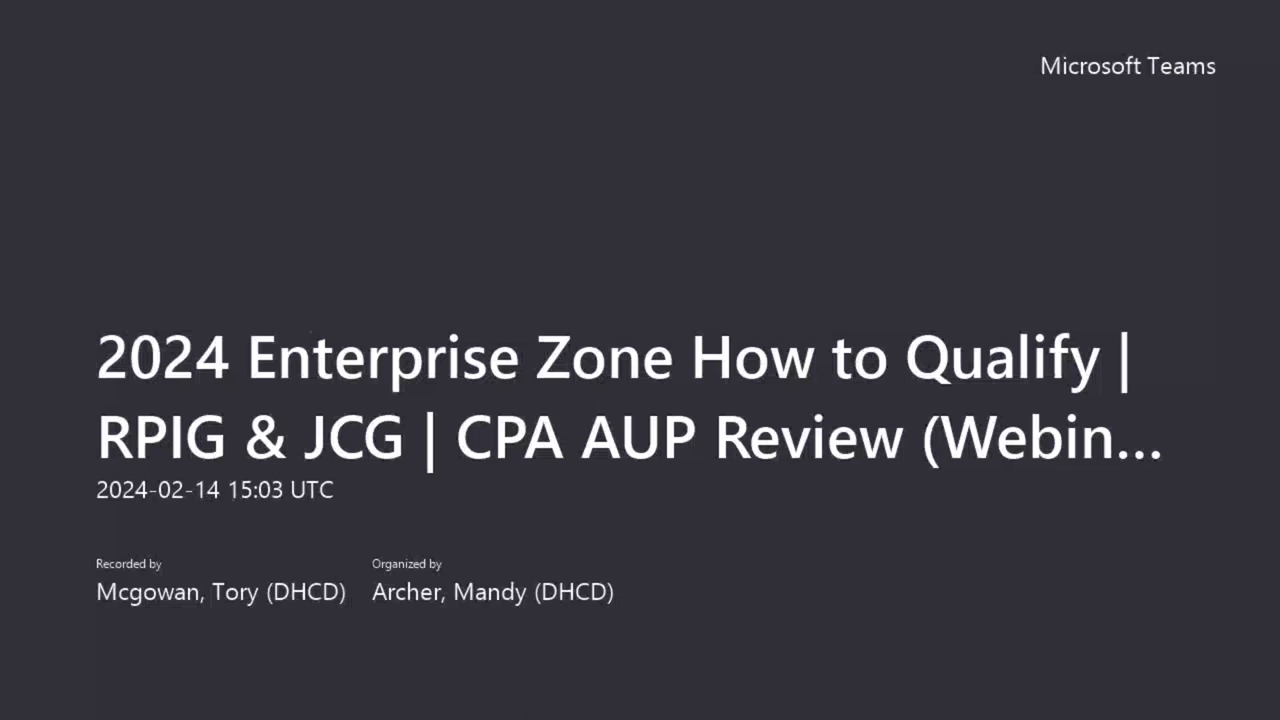 Microsoft Teams
2024 Enterprise Zone How to Qualify |
RPIG & JCG | CPA AUP Review (Webin...
2024-02-14 15:03 UTC
Recorded by
Organized by
Mcgowan, Tory (DHCD)
Archer, Mandy (DHCD)